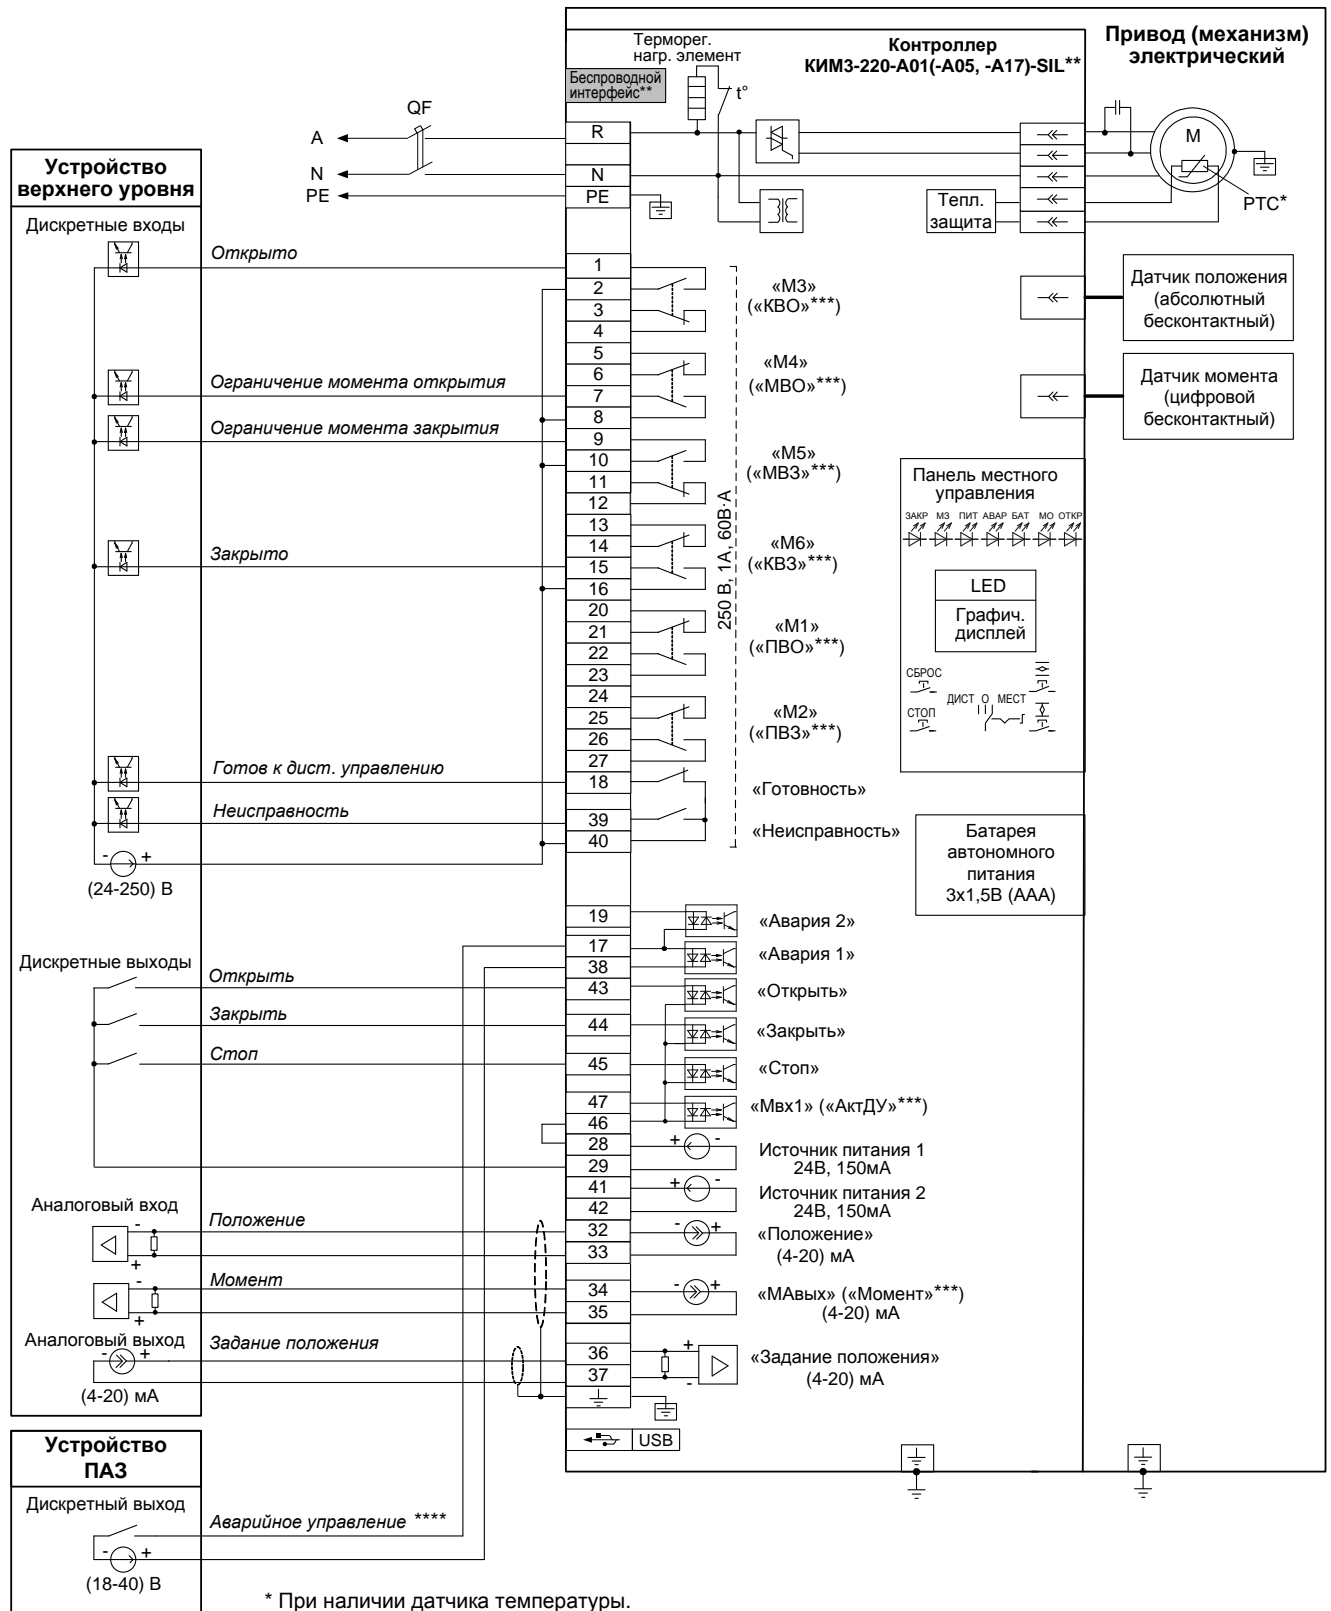 Привод (механизм)
электрический
Контроллер
КИМ3-220-А01(-А05, -А17)-SIL**
Терморег.
нагр. элемент
Беспроводной
интерфейс**
t°
QF
A
N
PE
R
N
PE
M
PTC*
Тепл.
защита
Устройство
верхнего уровня
Дискретные входы
Открыто
Ограничение момента открытия
Ограничение момента закрытия
Закрыто
Готов к дист. управлению
Неисправность
- +
(24-250) В
1
2
3
4
5
6
7
8
9
10
11
12
13
14
15
16
20
21
22
23
24
25
26
27
18
39
40
250 В, 1А, 60В·А
«М3»
(«КВО»***)
«М4»
(«МВО»***)
«М5»
(«МВЗ»***)
«М6»
(«КВЗ»***)
«М1»
(«ПВО»***)
«М2»
(«ПВЗ»***)
«Готовность»
«Неисправность»
Датчик положения
(абсолютный
бесконтактный)
Датчик момента
(цифровой
бесконтактный)
Панель местного
управления
ЗАКР МЗ ПИТ АВАР БАТ МО ОТКР
LED
Графич.
дисплей
СБРОС
ДИСТ О МЕСТ
СТОП
Батарея
автономного
питания
3х1,5В (ААА)
Дискретные выходы
Открыть
Закрыть
Стоп
19
17
38
43
44
45
47
46
28
29
41
42
32
33
34
35
36
37
«Авария 2»
«Авария 1»
«Открыть»
«Закрыть»
«Стоп»
«Мвх1» («АктДУ»***)
+ -
Источник питания 1
24В, 150мА
+ -
Источник питания 2
24В, 150мА
- +
«Положение»
(4-20) мА
- +
«МАвых» («Момент»***)
(4-20) мА
+
-
«Задание положения»
(4-20) мА
USB
Аналоговый вход
Положение
-
+
Момент
-
+
Аналоговый выход
Задание положения
- +
(4-20) мА
Устройство
ПАЗ
Дискретный выход
Аварийное управление ****
- +
(18-40) В
* При наличии датчика температуры.